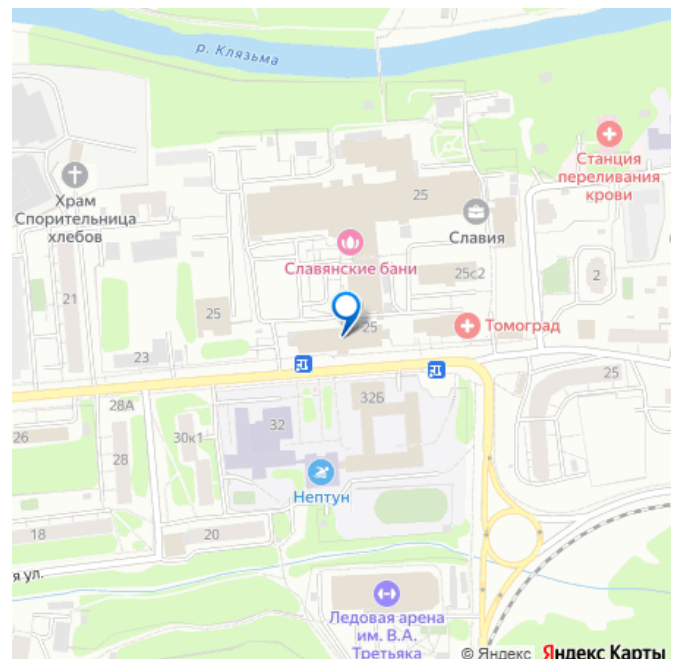 р. Клязьма
Станция
переливания
крови
Храм
Спорительница
хлебов
25
Славия
Славянские бани
25с2
2
21
25
25
Томоград
23
25
28А
32Б
26
30к1
32
28
Нептун
18
20
я ул.
Ледовая арена
им. В.А.
Третьяка
© Яндекс Яндекс Карты